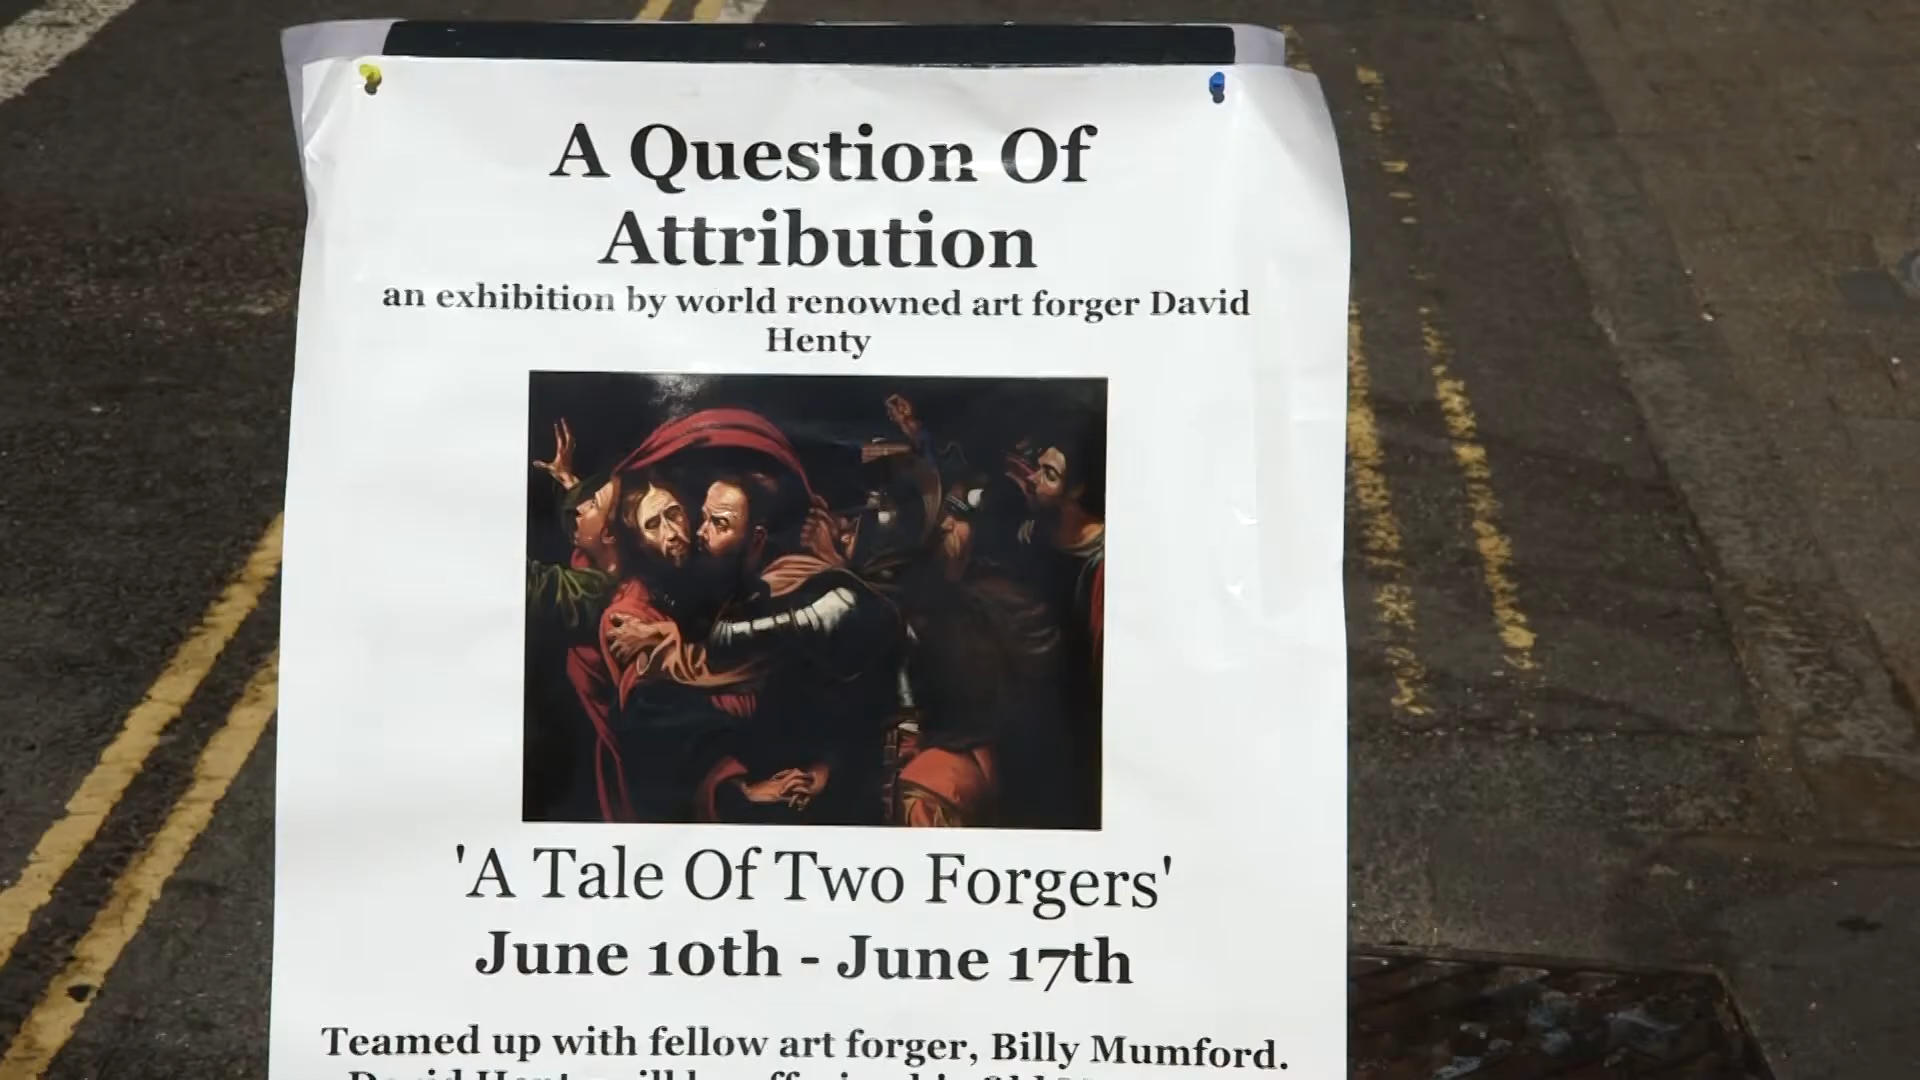 A Question Of
Attribution
an exhibition by world renowned art forger David
Henty
'A Tale Of Two Forgers'
June 10th - June 17th
Teamed up with fellow art forger, Billy Mumford.